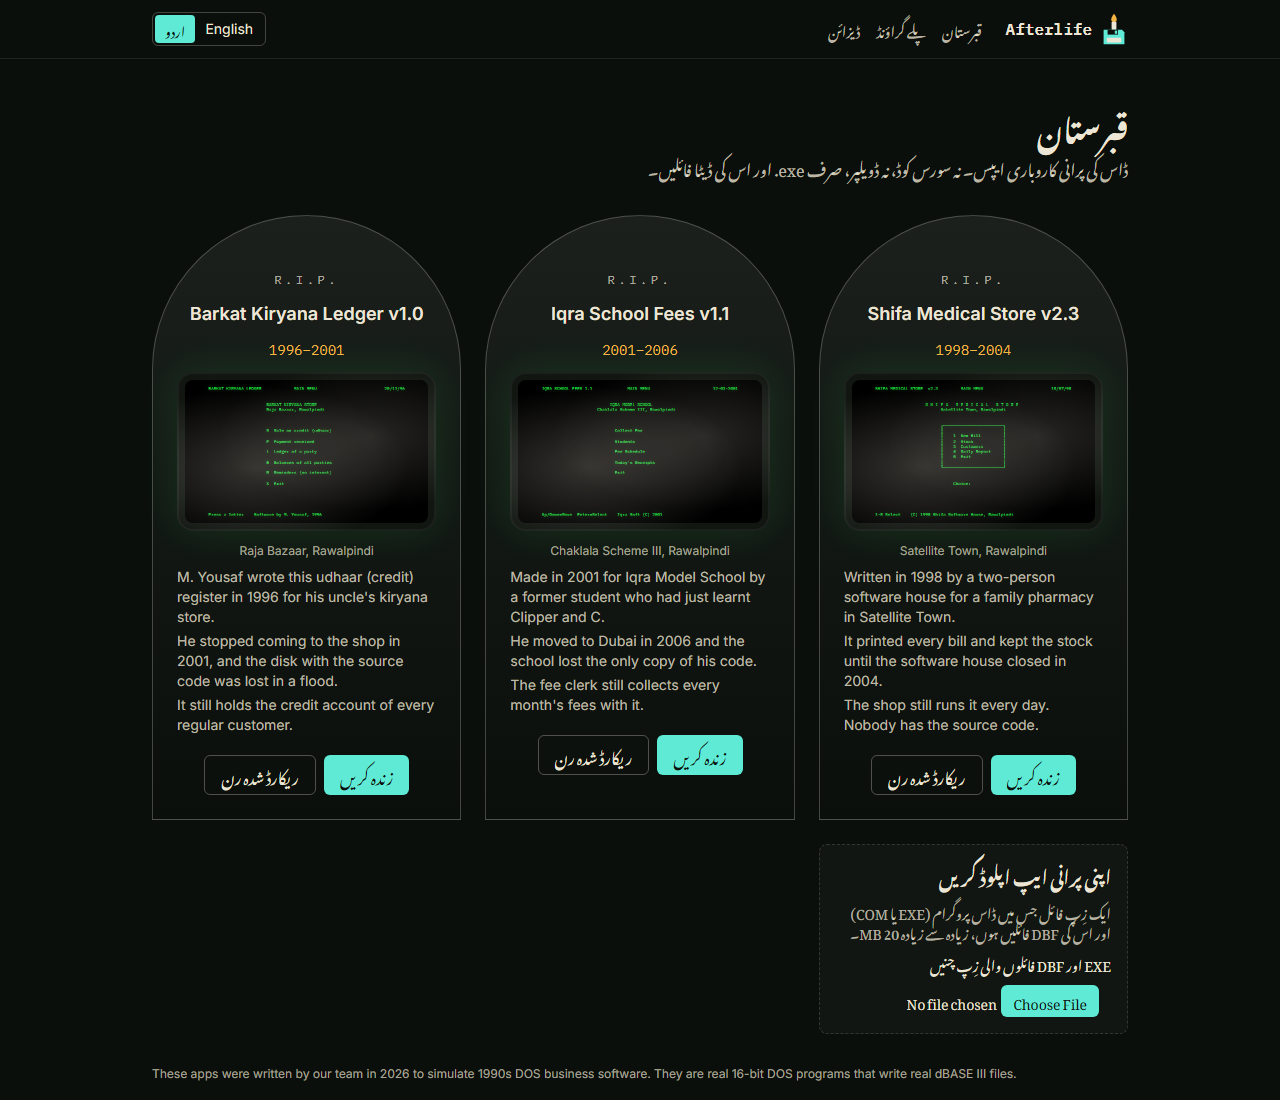 Afterlife
قبرستان
پلے گراؤنڈ
ڈیزائن
English
اردو
قبرستان
ڈاس کی پرانی کاروباری ایپس۔ نہ سورس کوڈ، نہ ڈویلپر، صرف exe. اور اس کی ڈیٹا فائلیں۔
R.I.P.
Shifa Medical Store v2.3
1998–2004
Satellite Town, Rawalpindi
Written in 1998 by a two-person
software house for a family pharmacy
in Satellite Town.
It printed every bill and kept the stock
until the software house closed in
2004.
The shop still runs it every day.
Nobody has the source code.
زندہ کریں
ریکارڈ شدہ رن
R.I.P.
Iqra School Fees v1.1
2001–2006
Chaklala Scheme III, Rawalpindi
Made in 2001 for Iqra Model School by
a former student who had just learnt
Clipper and C.
He moved to Dubai in 2006 and the
school lost the only copy of his code.
The fee clerk still collects every
month's fees with it.
زندہ کریں
ریکارڈ شدہ رن
R.I.P.
Barkat Kiryana Ledger v1.0
1996–2001
Raja Bazaar, Rawalpindi
M. Yousaf wrote this udhaar (credit)
register in 1996 for his uncle's kiryana
store.
He stopped coming to the shop in
2001, and the disk with the source
code was lost in a flood.
It still holds the credit account of every
regular customer.
زندہ کریں
ریکارڈ شدہ رن
اپنی پرانی ایپ اپلوڈ کریں
ایک زِپ فائل جس میں ڈاس پروگرام (EXE یا COM)
اور اس کی DBF فائلیں ہوں، زیادہ سے زیادہ 20 MB۔
EXE اور DBF فائلوں والی زِپ چنیں
Choose File
No file chosen
These apps were written by our team in 2026 to simulate 1990s DOS business software. They are real 16-bit DOS programs that write real dBASE III files.